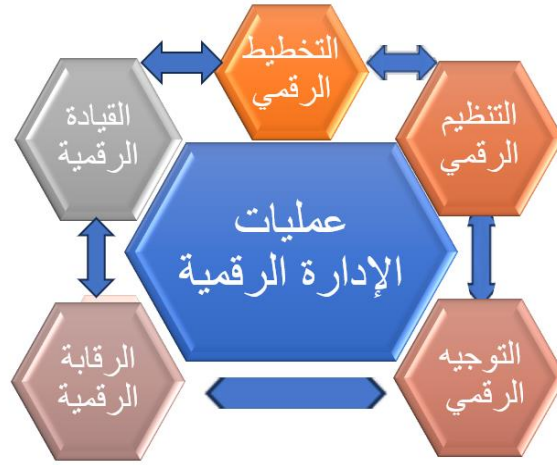 التخطيط
الرقمي
التنظيم
الرقمي
القيادة
الرقمية
عمليات
الإدارة الرقمية
التوجيه
الرقمي
الرقابة
الرقمية